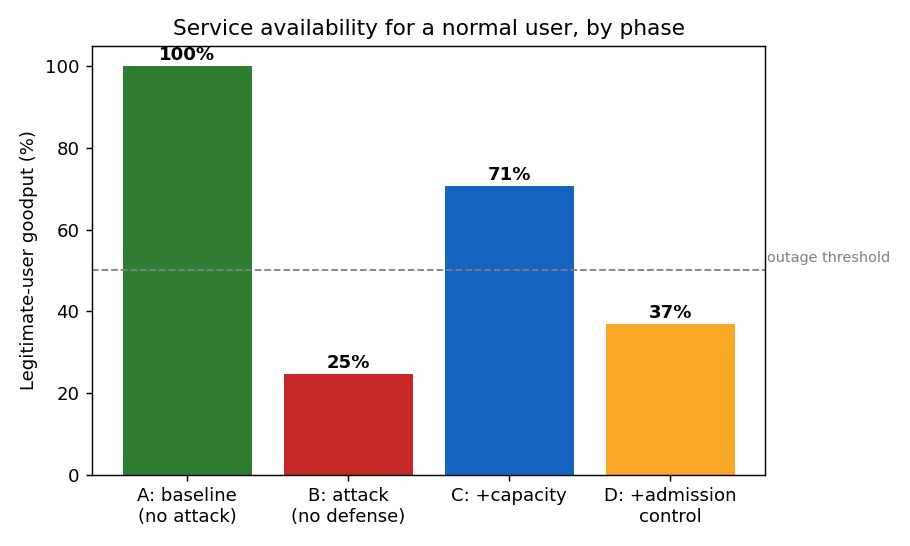 Service availability for a normal user, by phase
Legitimate-user goodput (%)
100
80
60
40
20
0
100%
25%
71%
37%
outage threshold
A: baseline
(no attack)
B: attack
(no defense)
C: +capacity
D: +admission
control